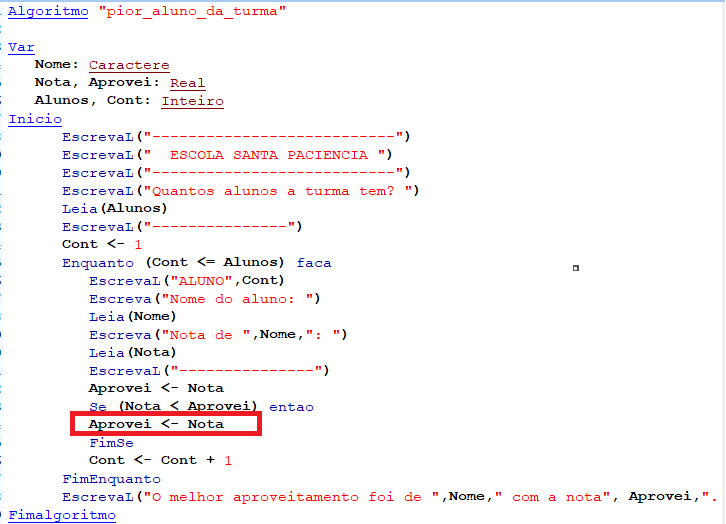 Algoritmo "pior_aluno_da_turma"
Var
Nome: Caractere
Nota, Aprovei: Real
Alunos, Cont: Inteiro
Inicio
EscrevaL("---------------------------")
EscrevaL("  ESCOLA SANTA PACIENCIA ")
EscrevaL("---------------------------")
EscrevaL("Quantos alunos a turma tem? ")
Leia(Alunos)
EscrevaL("---------------")
Cont <- 1
Enquanto (Cont <= Alunos) faca
EscrevaL("ALUNO",Cont)
Escreva("Nome do aluno: ")
Leia(Nome)
Escreva("Nota de ",Nome,": ")
Leia(Nota)
EscrevaL("---------------")
Aprovei <- Nota
Se (Nota < Aprovei) entao
Aprovei <- Nota
FimSe
Cont <- Cont + 1
FimEnquanto
EscrevaL("O melhor aproveitamento foi de ",Nome," com a nota", Aprovei,".
Fimalgoritmo